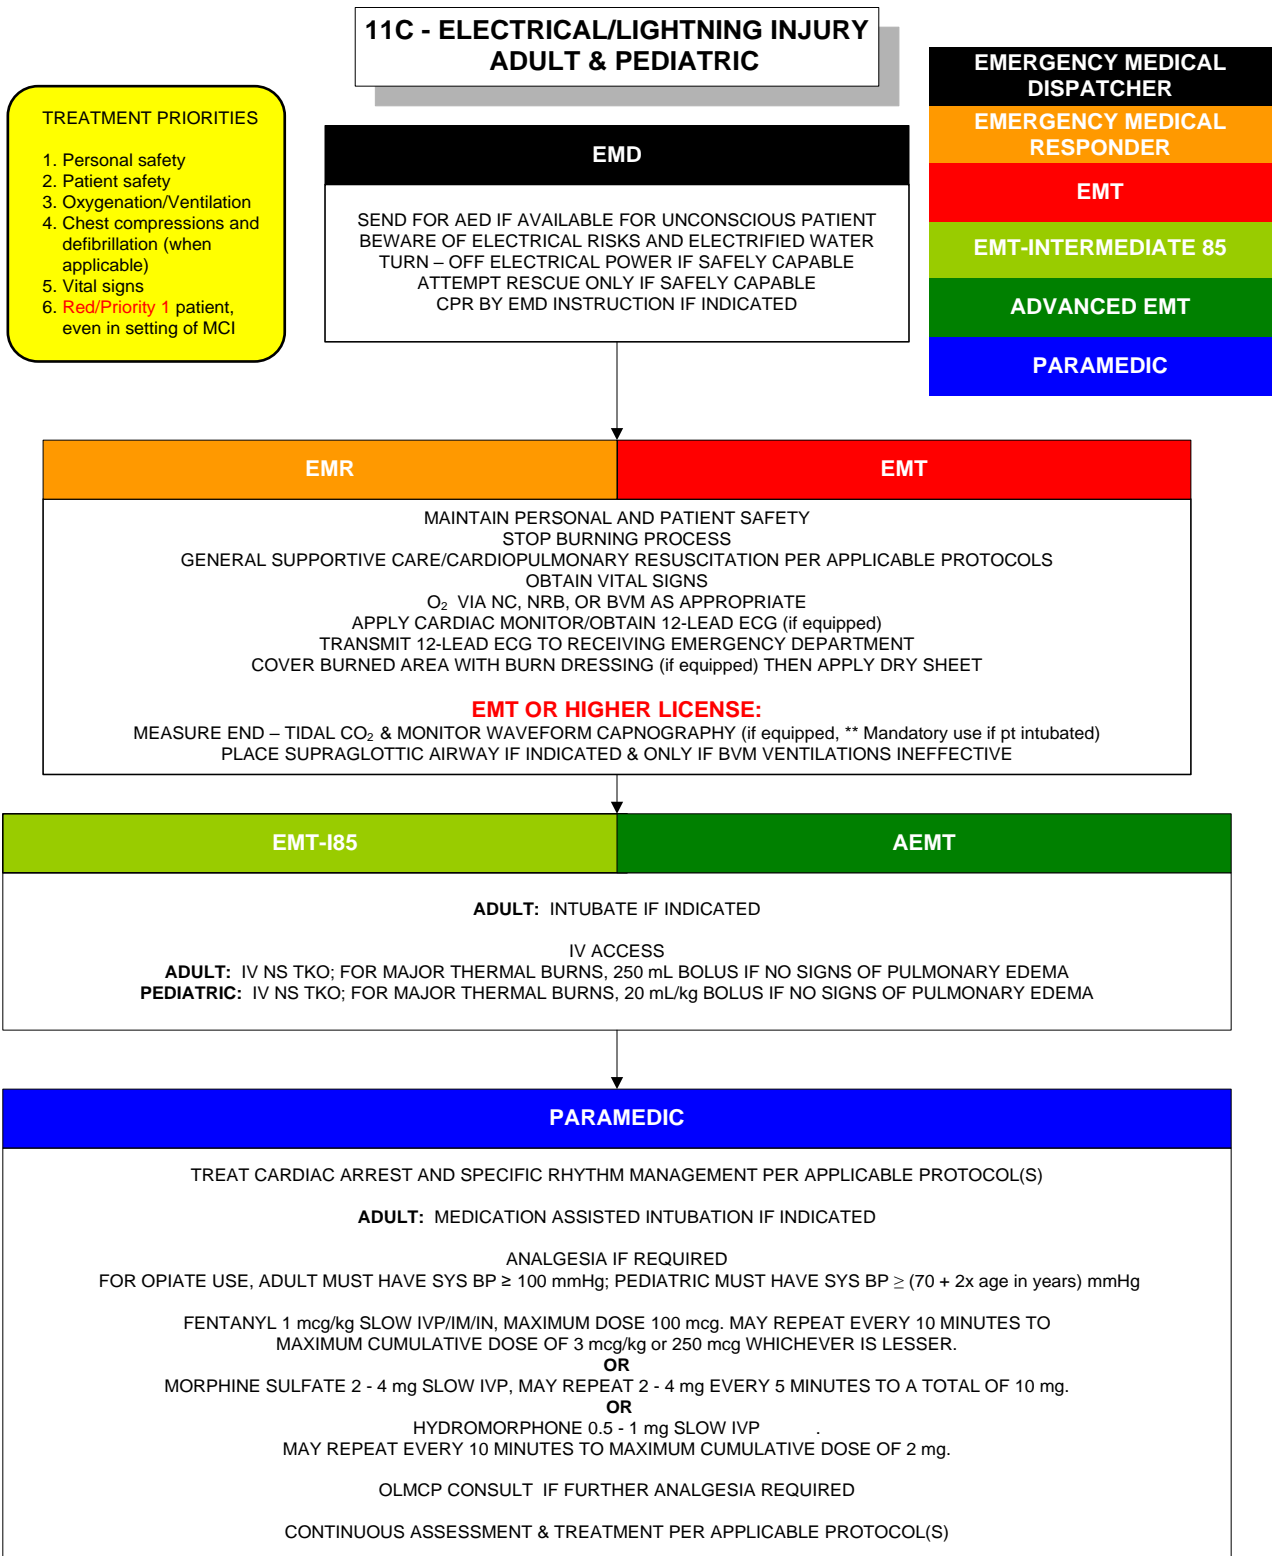 11C - ELECTRICAL/LIGHTNING INJURY
ADULT & PEDIATRIC
TREATMENT PRIORITIES
1. Personal safety
2. Patient safety
3. Oxygenation/Ventilation
4. Chest compressions and
defibrillation (when
applicable)
5. Vital signs
6. Red/Priority 1 patient,
even in setting of MCI
EMERGENCY MEDICAL
DISPATCHER
EMERGENCY MEDICAL
RESPONDER
EMT
EMT-INTERMEDIATE 85
ADVANCED EMT
PARAMEDIC
EMD
SEND FOR AED IF AVAILABLE FOR UNCONSCIOUS PATIENT
BEWARE OF ELECTRICAL RISKS AND ELECTRIFIED WATER
TURN – OFF ELECTRICAL POWER IF SAFELY CAPABLE
ATTEMPT RESCUE ONLY IF SAFELY CAPABLE
CPR BY EMD INSTRUCTION IF INDICATED
EMR
EMT
MAINTAIN PERSONAL AND PATIENT SAFETY
STOP BURNING PROCESS
GENERAL SUPPORTIVE CARE/CARDIOPULMONARY RESUSCITATION PER APPLICABLE PROTOCOLS
OBTAIN VITAL SIGNS
O₂ VIA NC, NRB, OR BVM AS APPROPRIATE
APPLY CARDIAC MONITOR/OBTAIN 12-LEAD ECG (if equipped)
TRANSMIT 12-LEAD ECG TO RECEIVING EMERGENCY DEPARTMENT
COVER BURNED AREA WITH BURN DRESSING (if equipped) THEN APPLY DRY SHEET
EMT OR HIGHER LICENSE:
MEASURE END – TIDAL CO₂ & MONITOR WAVEFORM CAPNOGRAPHY (if equipped, ** Mandatory use if pt intubated)
PLACE SUPRAGLOTTIC AIRWAY IF INDICATED & ONLY IF BVM VENTILATIONS INEFFECTIVE
EMT-I85
AEMT
ADULT: INTUBATE IF INDICATED
IV ACCESS
ADULT: IV NS TKO; FOR MAJOR THERMAL BURNS, 250 mL BOLUS IF NO SIGNS OF PULMONARY EDEMA
PEDIATRIC: IV NS TKO; FOR MAJOR THERMAL BURNS, 20 mL/kg BOLUS IF NO SIGNS OF PULMONARY EDEMA
PARAMEDIC
TREAT CARDIAC ARREST AND SPECIFIC RHYTHM MANAGEMENT PER APPLICABLE PROTOCOL(S)
ADULT: MEDICATION ASSISTED INTUBATION IF INDICATED
ANALGESIA IF REQUIRED
FOR OPIATE USE, ADULT MUST HAVE SYS BP ≥ 100 mmHg; PEDIATRIC MUST HAVE SYS BP ≥ (70 + 2x age in years) mmHg
FENTANYL 1 mcg/kg SLOW IVP/IM/IN, MAXIMUM DOSE 100 mcg. MAY REPEAT EVERY 10 MINUTES TO
MAXIMUM CUMULATIVE DOSE OF 3 mcg/kg or 250 mcg WHICHEVER IS LESSER.
OR
MORPHINE SULFATE 2 - 4 mg SLOW IVP, MAY REPEAT 2 - 4 mg EVERY 5 MINUTES TO A TOTAL OF 10 mg.
OR
HYDROMORPHONE 0.5 - 1 mg SLOW IVP .
MAY REPEAT EVERY 10 MINUTES TO MAXIMUM CUMULATIVE DOSE OF 2 mg.
OLMCP CONSULT IF FURTHER ANALGESIA REQUIRED
CONTINUOUS ASSESSMENT & TREATMENT PER APPLICABLE PROTOCOL(S)